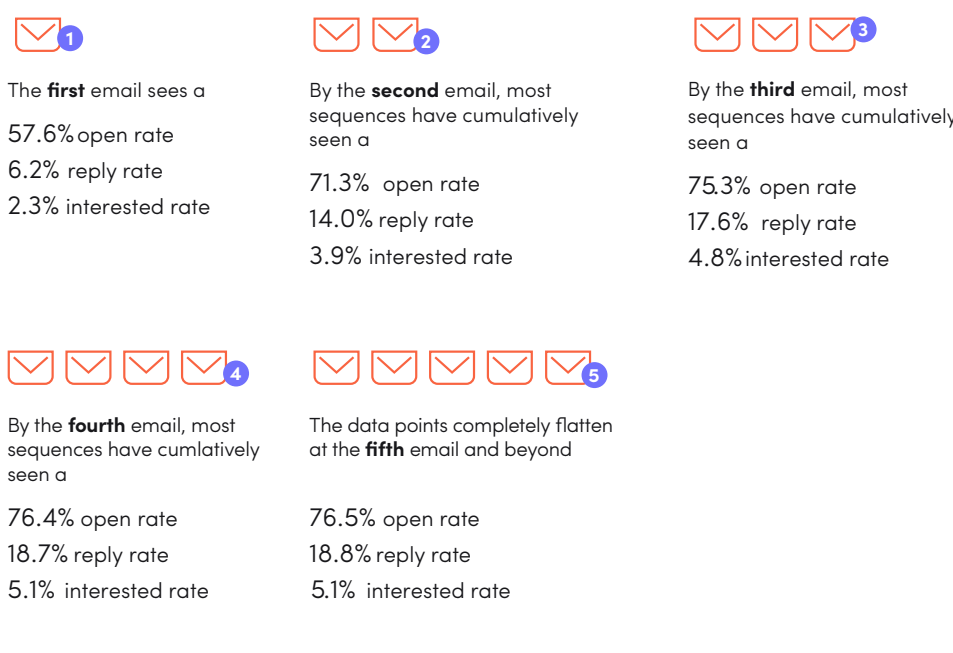 1
The first email sees a
57.6% open rate
6.2% reply rate
2.3% interested rate
2
By the second email, most
sequences have cumulatively
seen a
71.3% open rate
14.0% reply rate
3.9% interested rate
3
By the third email, most
sequences have cumulatively
seen a
75.3% open rate
17.6% reply rate
4.8% interested rate
4
By the fourth email, most
sequences have cumlatively
seen a
76.4% open rate
18.7% reply rate
5.1% interested rate
5
The data points completely flatten
at the fifth email and beyond
76.5% open rate
18.8% reply rate
5.1% interested rate